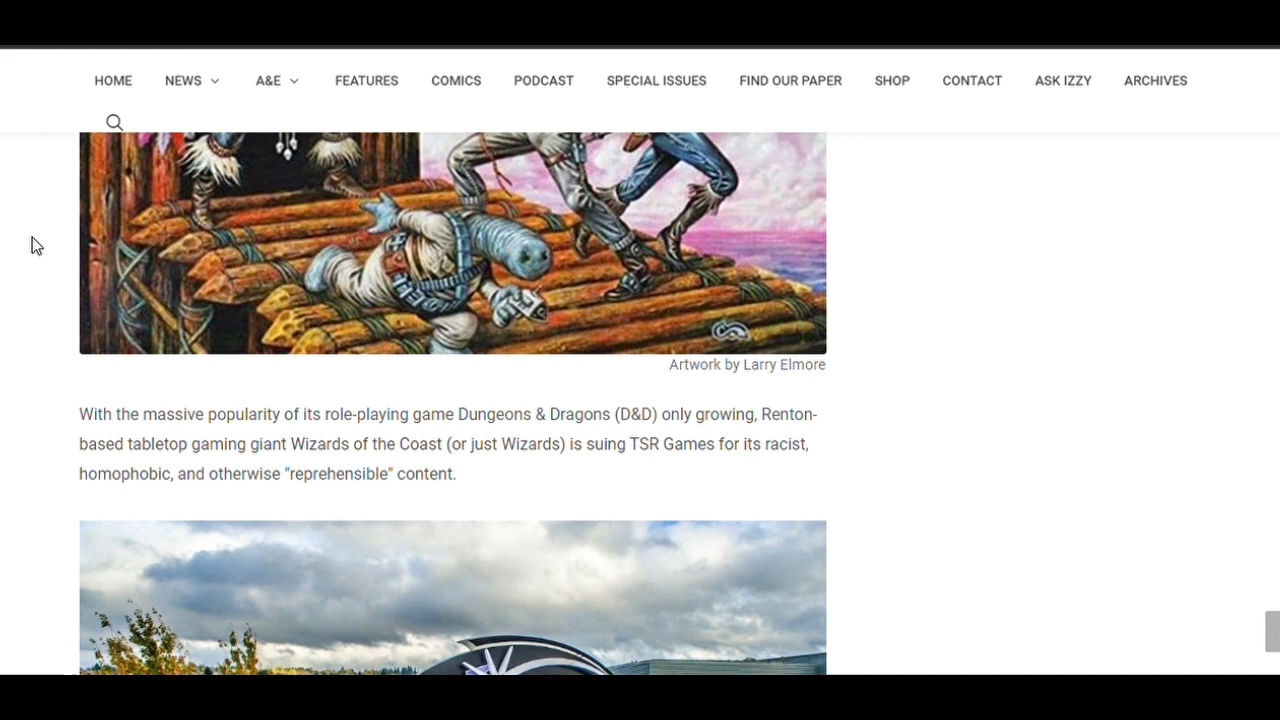 HOME NEWS A&E FEATURES COMICS PODCAST SPECIAL ISSUES FIND OUR PAPER SHOP CONTACT ASK IZZY ARCHIVES
Artwork by Larry Elmore
With the massive popularity of its role-playing game Dungeons & Dragons (D&D) only growing, Renton-
based tabletop gaming giant Wizards of the Coast (or just Wizards) is suing TSR Games for its racist,
homophobic, and otherwise "reprehensible" content.